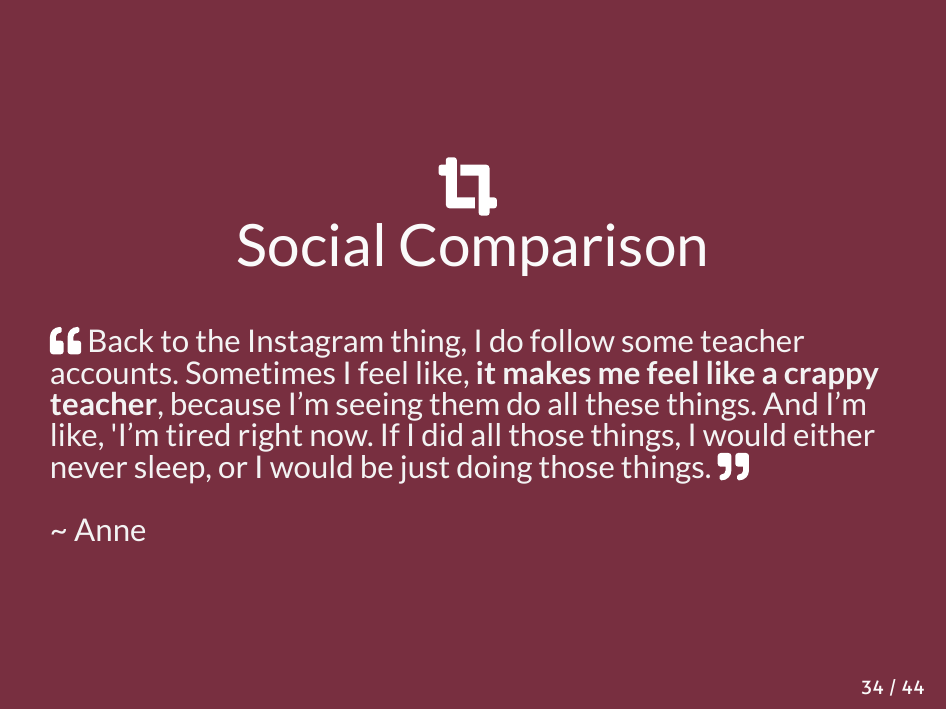 Social Comparison
❝ Back to the Instagram thing, I do follow some teacher
accounts. Sometimes I feel like, it makes me feel like a crappy
teacher, because I’m seeing them do all these things. And I’m
like, 'I’m tired right now. If I did all those things, I would either
never sleep, or I would be just doing those things. ❞
~ Anne
34 / 44